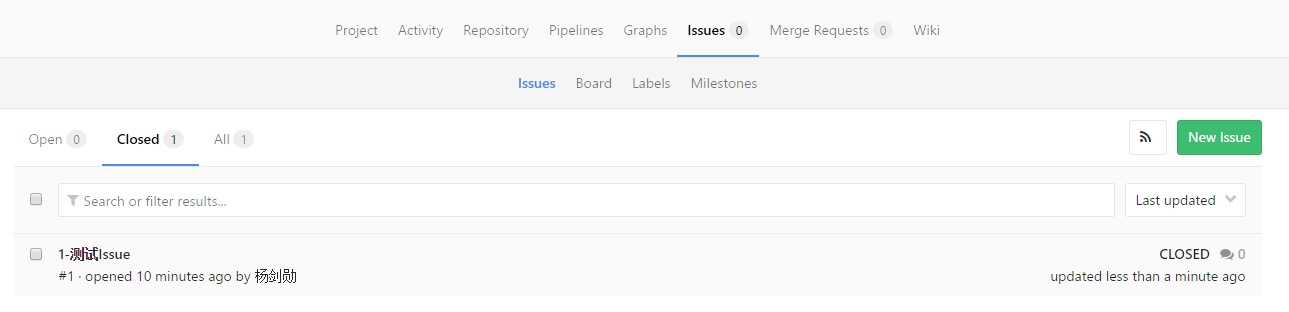 Project Activity Repository Pipelines Graphs Issues 0 Merge Requests 0 Wiki
Issues Board Labels Milestones
Open 0 Closed 1 All 1 New Issue
Search or filter results... Last updated
1-测试Issue CLOSED 0
#1 · opened 10 minutes ago by 杨剑勋 updated less than a minute ago